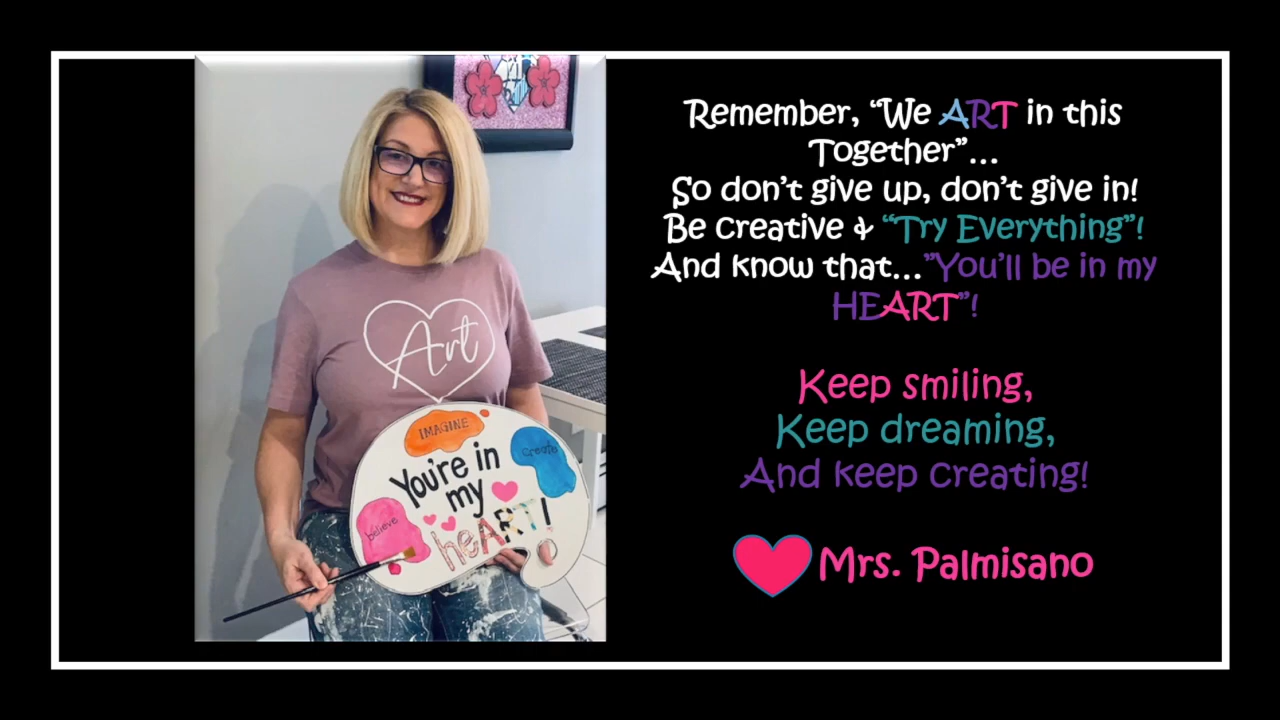 Remember, “We ART in this
Together”...
So don’t give up, don’t give in!
Be creative & “Try Everything”!
And know that...”You’ll be in my
HEART”!
Keep smiling,
Keep dreaming,
And keep creating!
Mrs. Palmisano
Art
IMAGINE
Create
You're in
my
believe
heART!